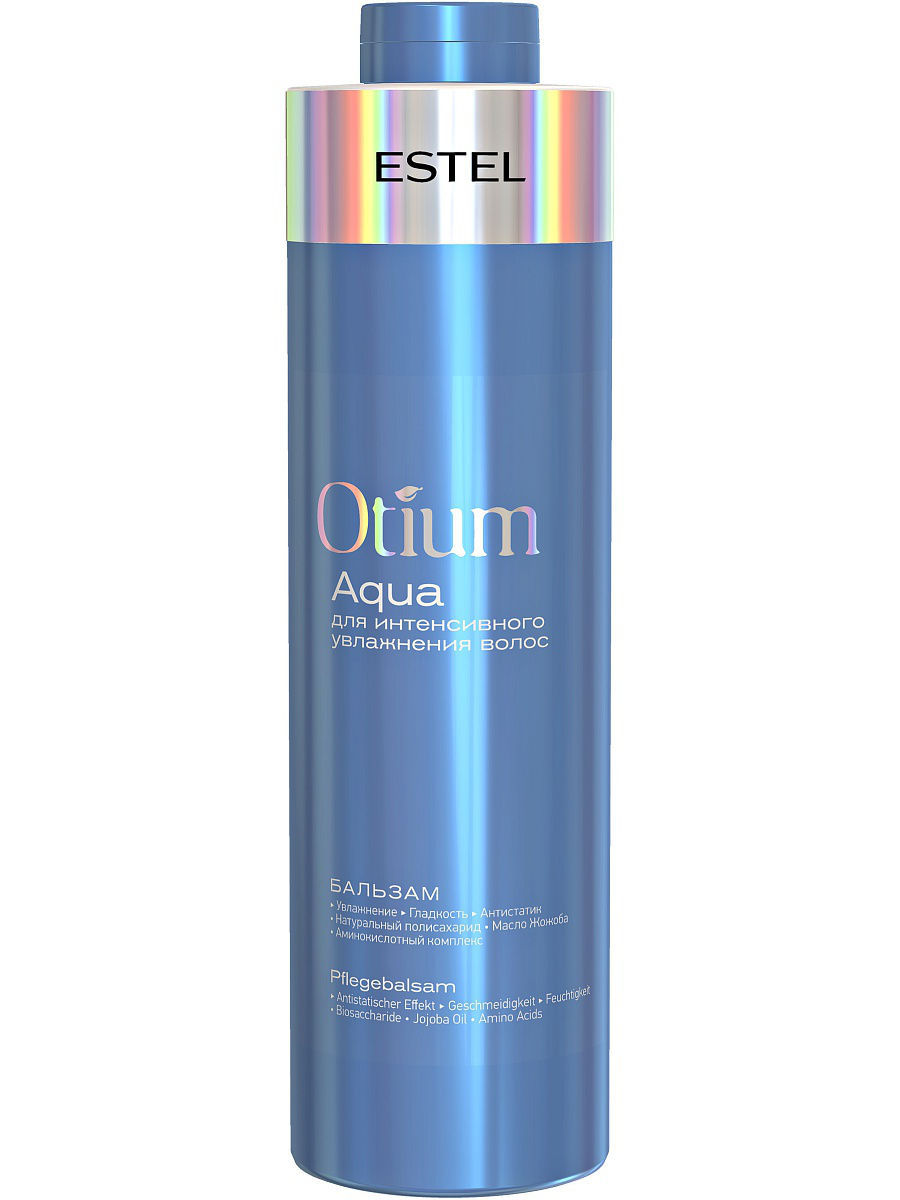 ESTEL
Otium
Aqua
для интенсивного
увлажнения волос
БАЛЬЗАМ
▸ Увлажнение ▸ Гладкость ▸ Антистатик
• Натуральный полисахарид • Масло Жожоба
• Аминокислотный комплекс
Pflegebalsam
▸ Antistatischer Effekt ▸ Geschmeidigkeit ▸ Feuchtigkeit
• Biosaccharide • Jojoba Oil • Amino Acids